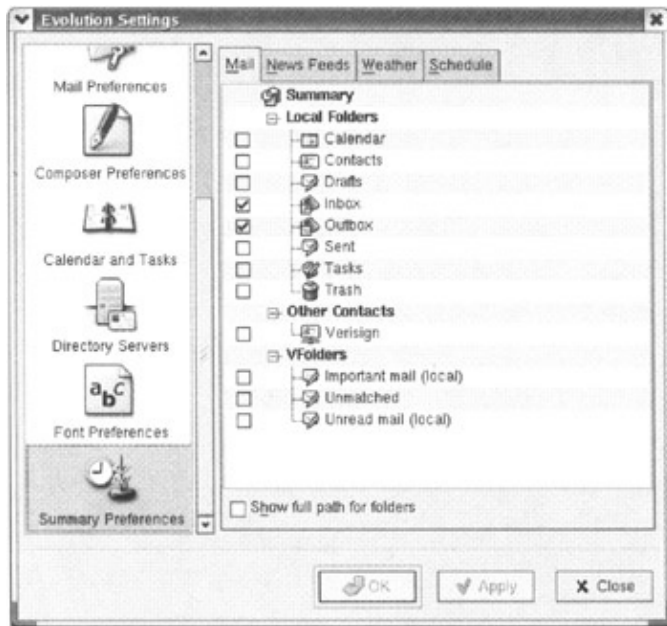 Evolution Settings
Mail Preferences
Composer Preferences
Calendar and Tasks
Directory Servers
abc
Font Preferences
Summary Preferences
Mail News Feeds Weather Schedule
Summary
Local Folders
Calendar
Contacts
Drafts
Inbox
Outbox
Sent
Tasks
Trash
Other Contacts
Verisign
VFolders
Important mail (local)
Unmatched
Unread mail (local)
Show full path for folders
OK Apply Close